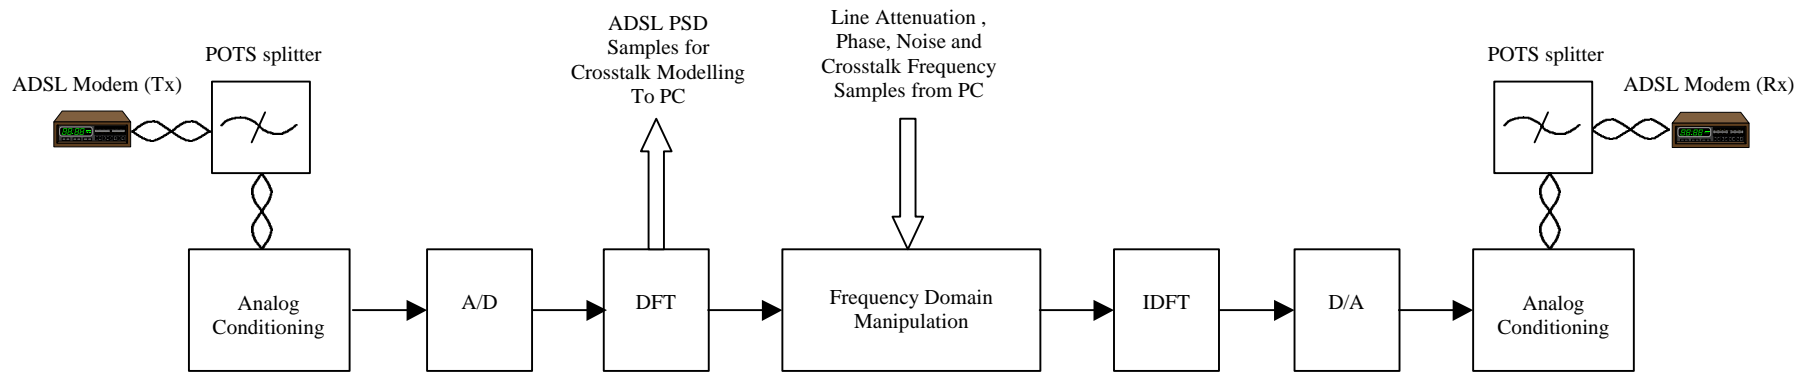 ADSL Modem (Tx)
POTS splitter
ADSL PSD
Samples for
Crosstalk Modelling
To PC
Line Attenuation ,
Phase, Noise and
Crosstalk Frequency
Samples from PC
POTS splitter
ADSL Modem (Rx)
Analog
Conditioning
A/D
DFT
Frequency Domain
Manipulation
IDFT
D/A
Analog
Conditioning